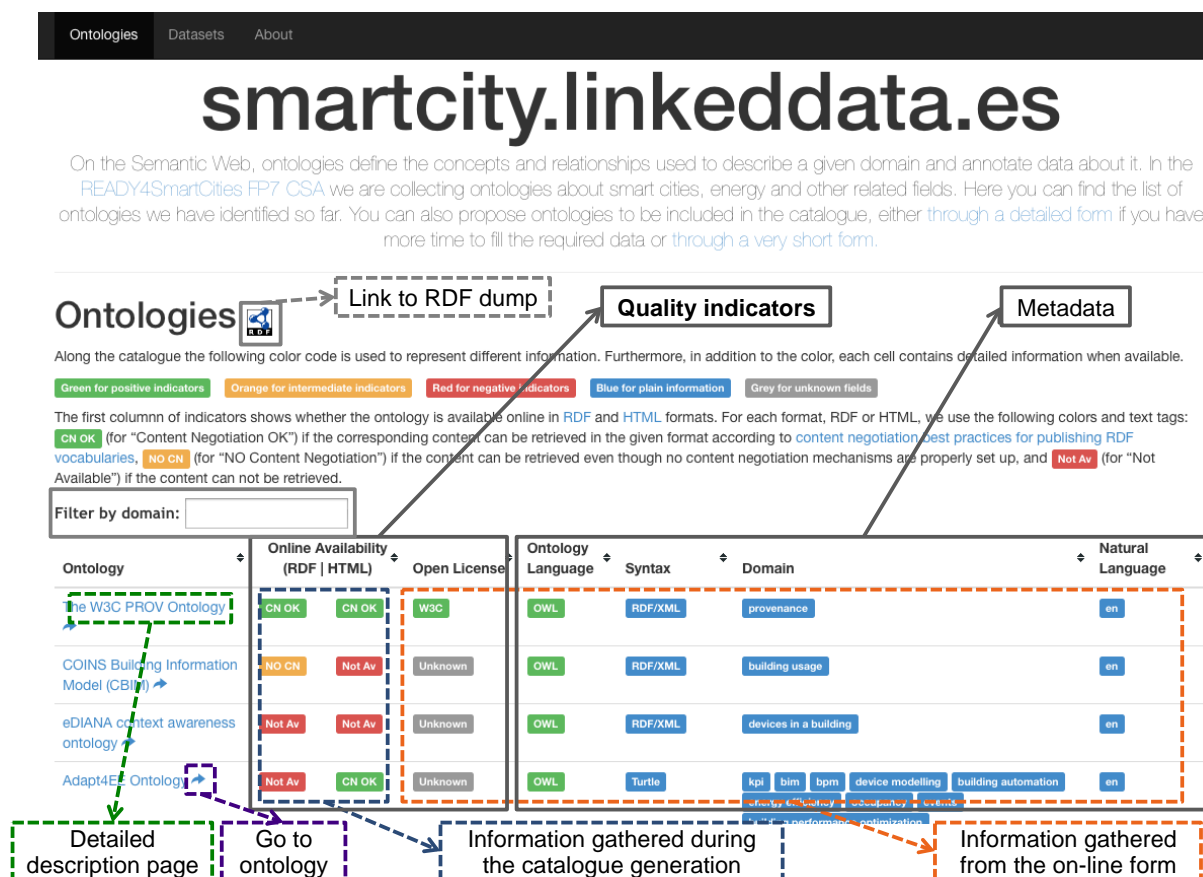 Ontologies Datasets About
smartcity.linkeddata.es
On the Semantic Web, ontologies define the concepts and relationships used to describe a given domain and annotate data about it. In the
READY4SmartCities FP7 CSA we are collecting ontologies about smart cities, energy and other related fields. Here you can find the list of
ontologies we have identified so far. You can also propose ontologies to be included in the catalogue, either through a detailed form if you have
more time to fill the required data or through a very short form.
Link to RDF dump
Quality indicators
Metadata
Ontologies
RDF
Along the catalogue the following color code is used to represent different information. Furthermore, in addition to the color, each cell contains detailed information when available.
Green for positive indicators Orange for intermediate indicators Red for negative indicators Blue for plain information Grey for unknown fields
The first columnn of indicators shows whether the ontology is available online in RDF and HTML formats. For each format, RDF or HTML, we use the following colors and text tags:
CN OK (for “Content Negotiation OK”) if the corresponding content can be retrieved in the given format according to content negotiation best practices for publishing RDF
vocabularies, NO CN (for “NO Content Negotiation”) if the content can be retrieved even though no content negotiation mechanisms are properly set up, and Not Av (for “Not
Available”) if the content can not be retrieved.
Filter by domain:
Online Availability Ontology Natural
Ontology (RDF | HTML) Open License Language Syntax Domain Language
The W3C PROV Ontology CN OK CN OK W3C OWL RDF/XML provenance en
COINS Building Information NO CN Not Av Unknown OWL RDF/XML building usage en
Model (CBIM)
eDIANA context awareness Not Av Not Av Unknown OWL RDF/XML devices in a building en
ontology
Adapt4EE Ontology Not Av CN OK Unknown OWL Turtle kpi bim bpm device modelling building automation en
energy efficiency occupancy events
building performance optimization
Detailed Go to Information gathered during Information gathered
description page ontology the catalogue generation from the on-line form